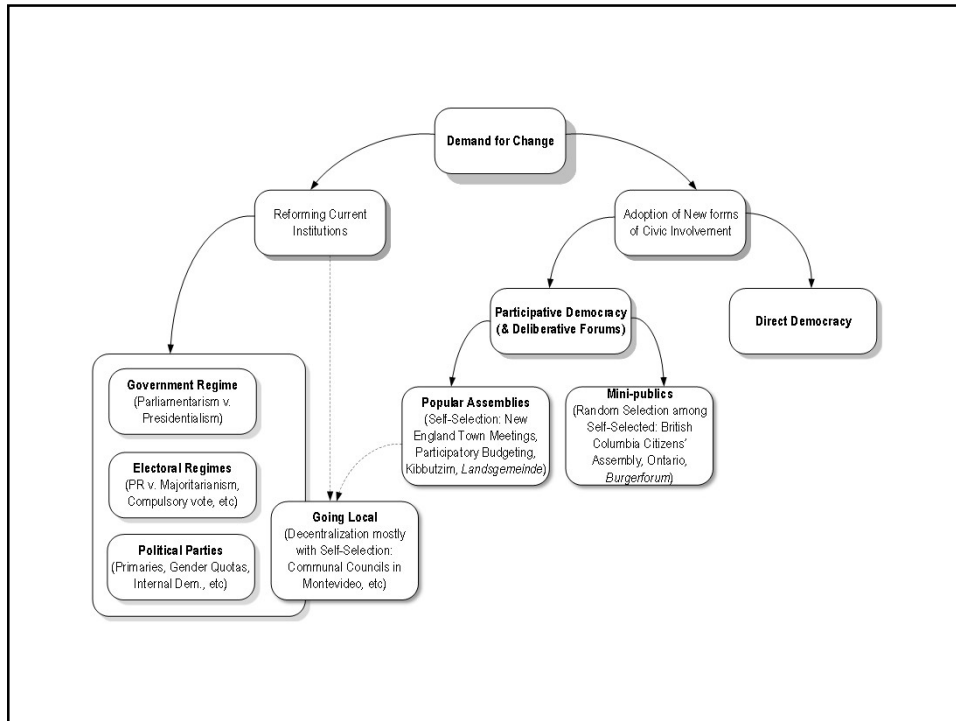 Demand for Change
Reforming Current
Institutions
Adoption of New forms
of Civic Involvement
Participative Democracy
(& Deliberative Forums)
Direct Democracy
Government Regime
(Parliamentarism v.
Presidentialism)
Electoral Regimes
(PR v. Majoritarianism,
Compulsory vote, etc)
Political Parties
(Primaries, Gender Quotas,
Internal Dem., etc)
Popular Assemblies
(Self-Selection: New
England Town Meetings,
Participatory Budgeting,
Kibbutzim, Landsgemeinde)
Mini-publics
(Random Selection among
Self-Selected: British
Columbia Citizens'
Assembly, Ontario,
Burgerforum)
Going Local
(Decentralization mostly
with Self-Selection:
Communal Councils in
Montevideo, etc)